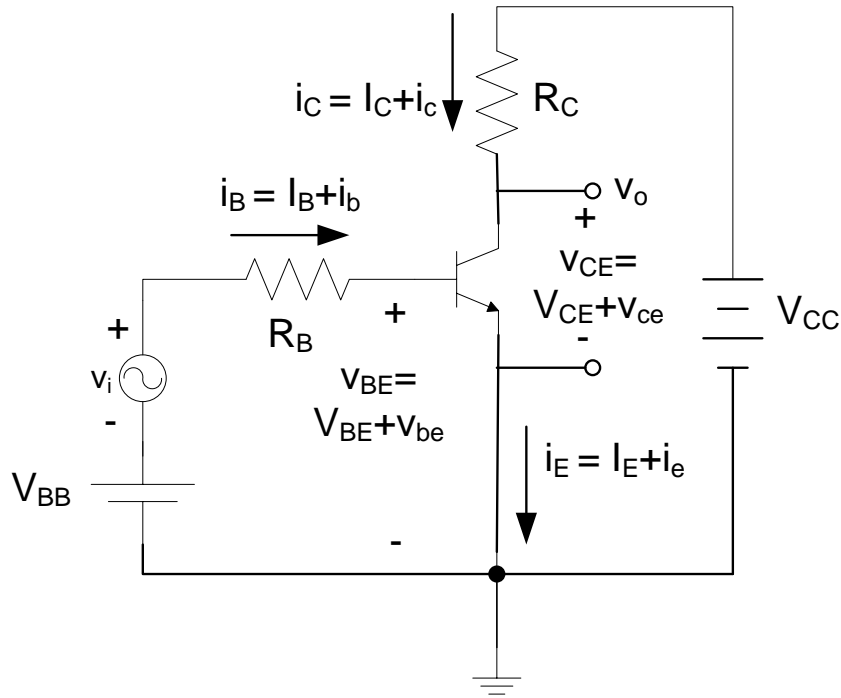 i_C = I_C+i_c
R_C
i_B = I_B+i_b
v_o
+
v_CE=
V_CE+v_ce
-
V_CC
+
R_B
+
v_i
v_BE=
V_BE+v_be
-
i_E = I_E+i_e
V_BB
-